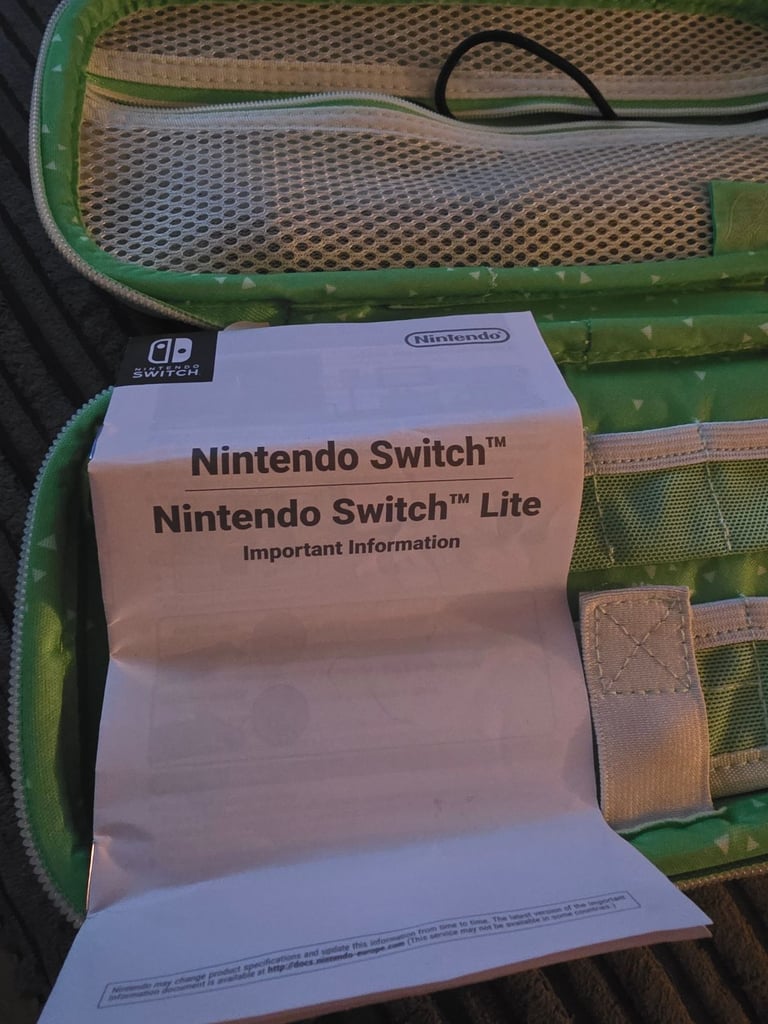 NINTENDO
SWITCH
Nintendo
Nintendo Switch™
Nintendo Switch™ Lite
Important Information
Nintendo may change product specifications and update this information from time to time. The latest version of the Important
Information document is available at http://docs.nintendo-europe.com (This service may not be available in some countries.)